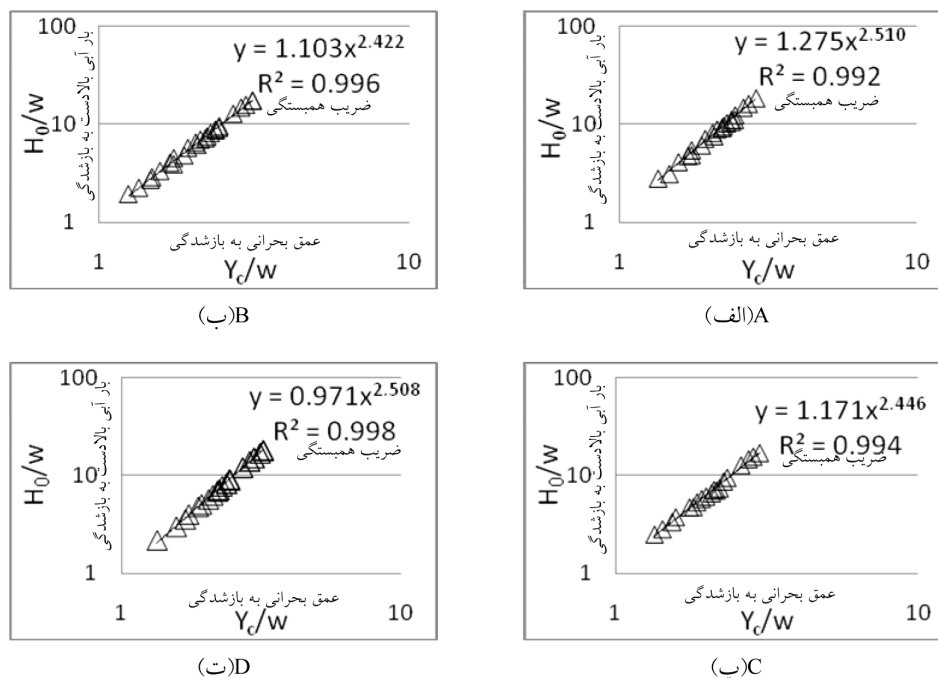 100
y = 1.103x^2.422
R² = 0.996
ضریب همبستگی
10
H₀/w
بار آبی بالادست به بازشدگی
1
عمق بحرانی به بازشدگی
1
Y_c/w
10
B(ب)
100
y = 1.275x^2.510
R² = 0.992
ضریب همبستگی
10
H₀/w
بار آبی بالادست به بازشدگی
1
عمق بحرانی به بازشدگی
1
Y_c/w
10
A(الف)
100
y = 0.971x^2.508
R² = 0.998
ضریب همبستگی
10
H₀/w
بار آبی بالادست به بازشدگی
1
عمق بحرانی به بازشدگی
1
Y_c/w
10
D(ت)
100
y = 1.171x^2.446
R² = 0.994
ضریب همبستگی
10
H₀/w
بار آبی بالادست به بازشدگی
1
عمق بحرانی به بازشدگی
1
Y_c/w
10
C(پ)